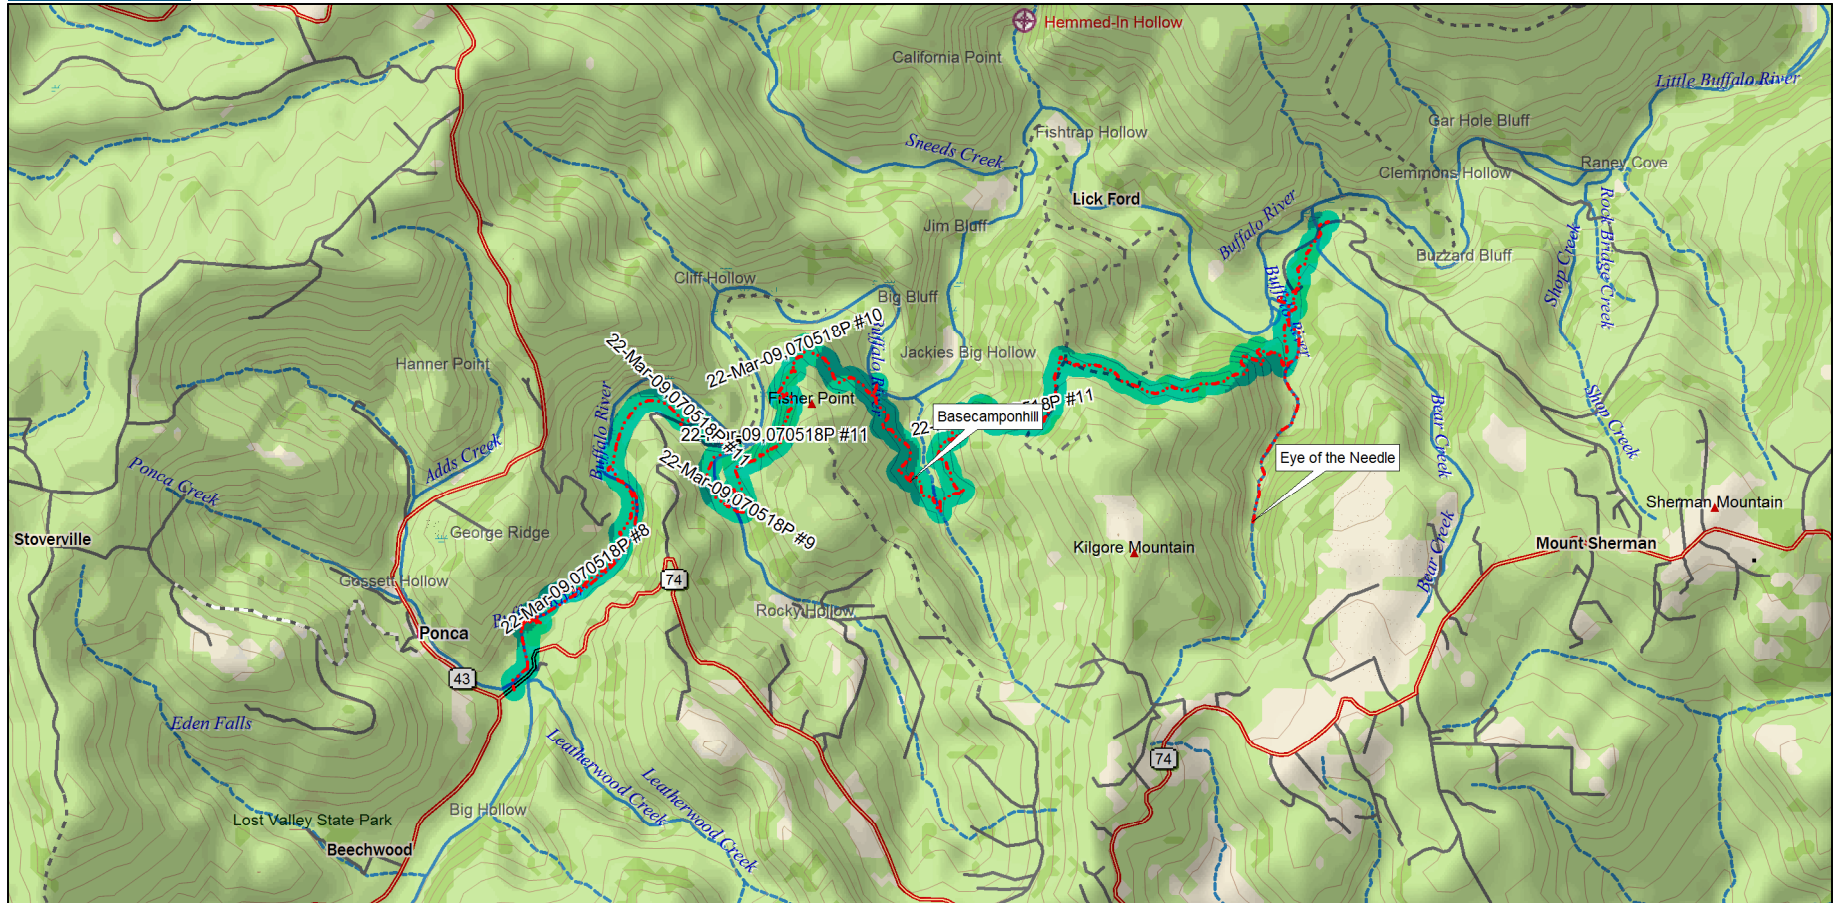 Hemmed-In Hollow
California Point
Little Buffalo River
Gar Hole Bluff
Fishtrap Hollow
Sneeds Creek
Raney Cove
Clemmons Hollow
Lick Ford
Rock Bridge Creek
Buffalo River
Jim Bluff
Buzzard Bluff
Shop Creek
Cliff Hollow
Big Bluff
Buffalo River
22-Mar-09,070518P #10
Buffalo River
Jackies Big Hollow
Hanner Point
22-Mar-09,070518P #11
Fisher Point
Buffalo River
Basecamponhill
518P #11
22-
22-Mar-09,070518P #11
Bear Creek
Shop Creek
Adds Creek
Ponca Creek
Eye of the Needle
22-Mar-09,070518P #9
Sherman Mountain
George Ridge
Stoverville
Mount Sherman
Kilgore Mountain
22-Mar-09,070518P #8
Bear Creek
Gossett Hollow
74
Rocky Hollow
Ponca
43
Eden Falls
Leatherwood Creek
Leatherwood Creek
74
Big Hollow
Lost Valley State Park
Beechwood